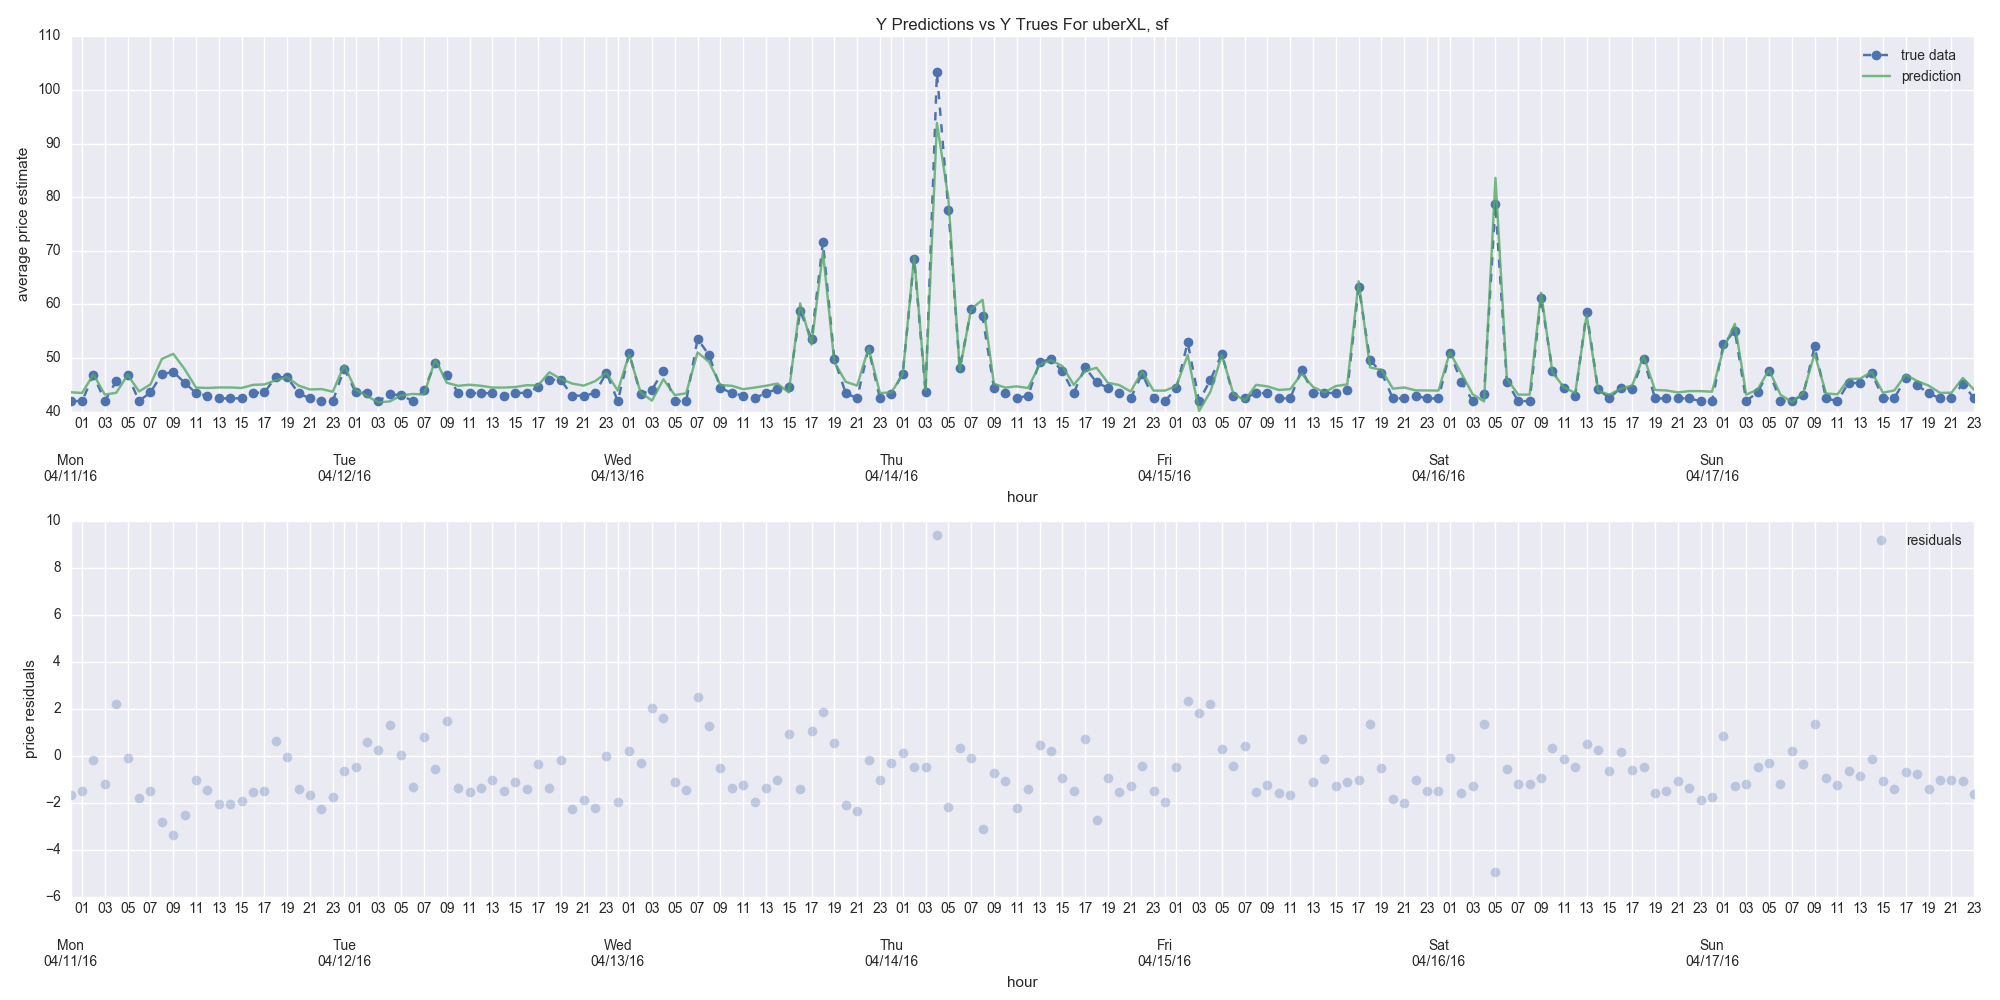 Y Predictions vs Y Trues For uberXL, sf
110
100
90
80
70
60
50
40
average price estimate
true data
prediction
01 03 05 07 09 11 13 15 17 19 21 23 01 03 05 07 09 11 13 15 17 19 21 23 01 03 05 07 09 11 13 15 17 19 21 23 01 03 05 07 09 11 13 15 17 19 21 23 01 03 05 07 09 11 13 15 17 19 21 23 01 03 05 07 09 11 13 15 17 19 21 23 01 03 05 07 09 11 13 15 17 19 21 23
Mon Tue Wed Thu Fri Sat Sun
04/11/16 04/12/16 04/13/16 04/14/16 04/15/16 04/16/16 04/17/16
hour
10
8
6
4
2
0
−2
−4
−6
price residuals
residuals
01 03 05 07 09 11 13 15 17 19 21 23 01 03 05 07 09 11 13 15 17 19 21 23 01 03 05 07 09 11 13 15 17 19 21 23 01 03 05 07 09 11 13 15 17 19 21 23 01 03 05 07 09 11 13 15 17 19 21 23 01 03 05 07 09 11 13 15 17 19 21 23 01 03 05 07 09 11 13 15 17 19 21 23
Mon Tue Wed Thu Fri Sat Sun
04/11/16 04/12/16 04/13/16 04/14/16 04/15/16 04/16/16 04/17/16
hour